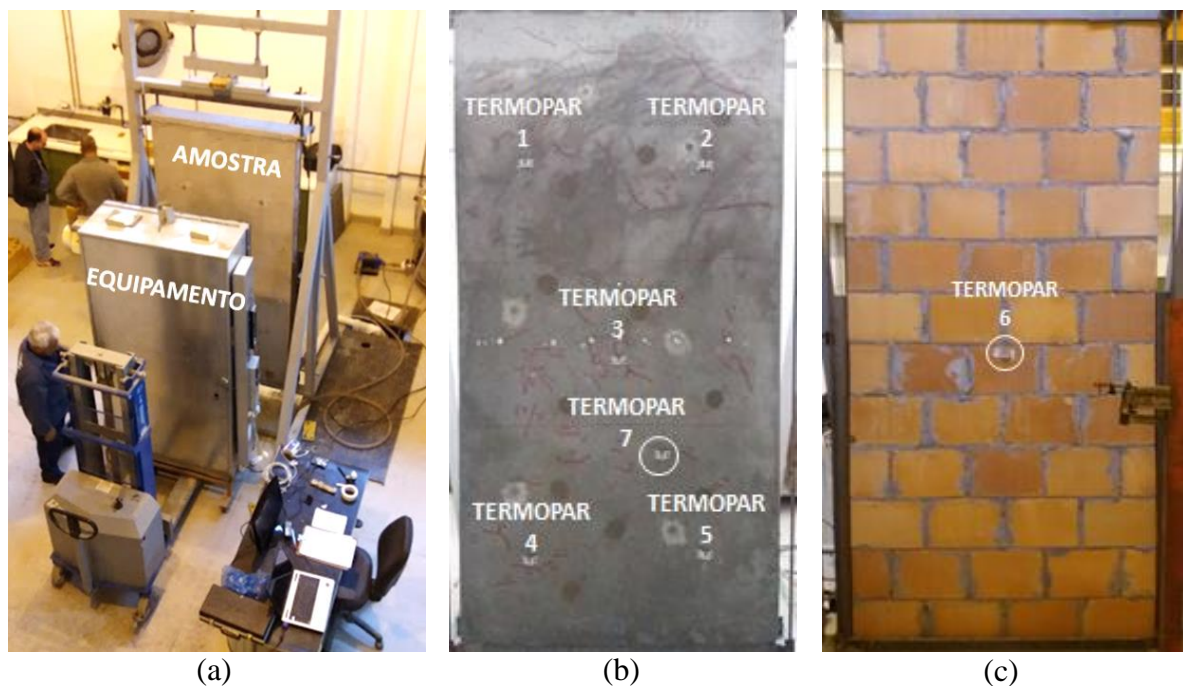 AMOSTRA
EQUIPAMENTO
(a)
TERMOPAR
1
TERMOPAR
2
TERMOPAR
3
TERMOPAR
7
TERMOPAR
4
TERMOPAR
5
(b)
TERMOPAR
6
(c)